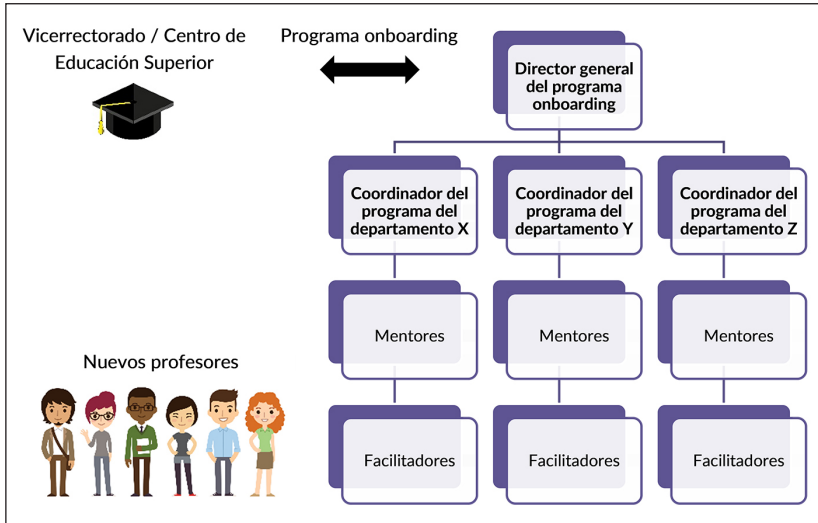 Vicerrectorado / Centro de
Educación Superior
Programa onboarding
Director general
del programa
onboarding
Coordinador del
programa del
departamento X
Coordinador del
programa del
departamento Y
Coordinador del
programa del
departamento Z
Mentores
Mentores
Mentores
Nuevos profesores
Facilitadores
Facilitadores
Facilitadores